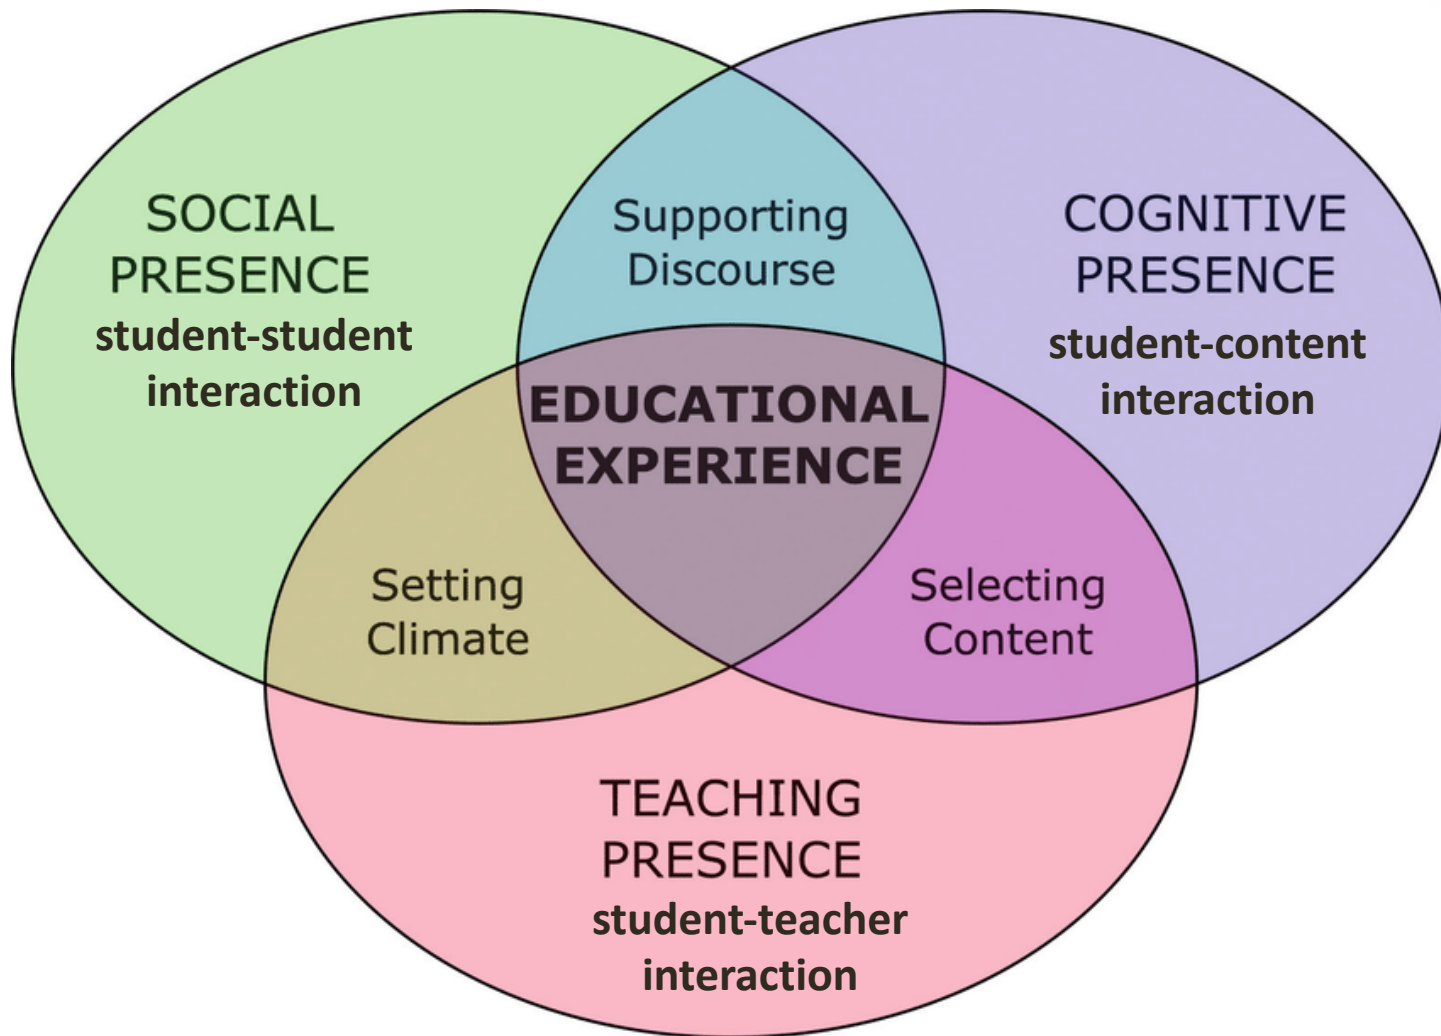 SOCIAL
PRESENCE
student-student
interaction
Supporting
Discourse
COGNITIVE
PRESENCE
student-content
interaction
EDUCATIONAL
EXPERIENCE
Setting
Climate
Selecting
Content
TEACHING
PRESENCE
student-teacher
interaction